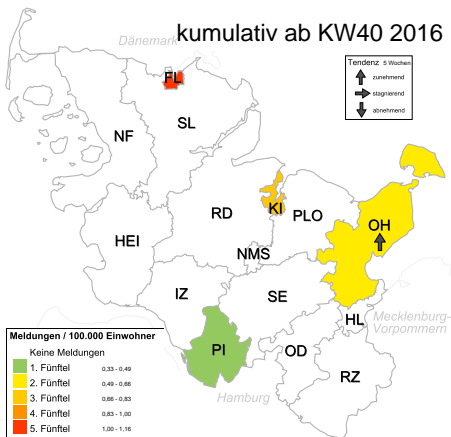 kumulativ ab KW40 2016
Dänemark
Tendenz 5 Wochen
zunehmend
stagnierend
abnehmend
FL
SL
NF
KI
RD
PLO
OH
HEI
NMS
IZ
SE
HL
Mecklenburg-
Vorpommern
PI
OD
RZ
Hamburg
Meldungen / 100.000 Einwohner
Keine Meldungen
1. Fünftel 0,33 - 0,49
2. Fünftel 0,49 - 0,66
3. Fünftel 0,66 - 0,83
4. Fünftel 0,83 - 1,00
5. Fünftel 1,00 - 1,16